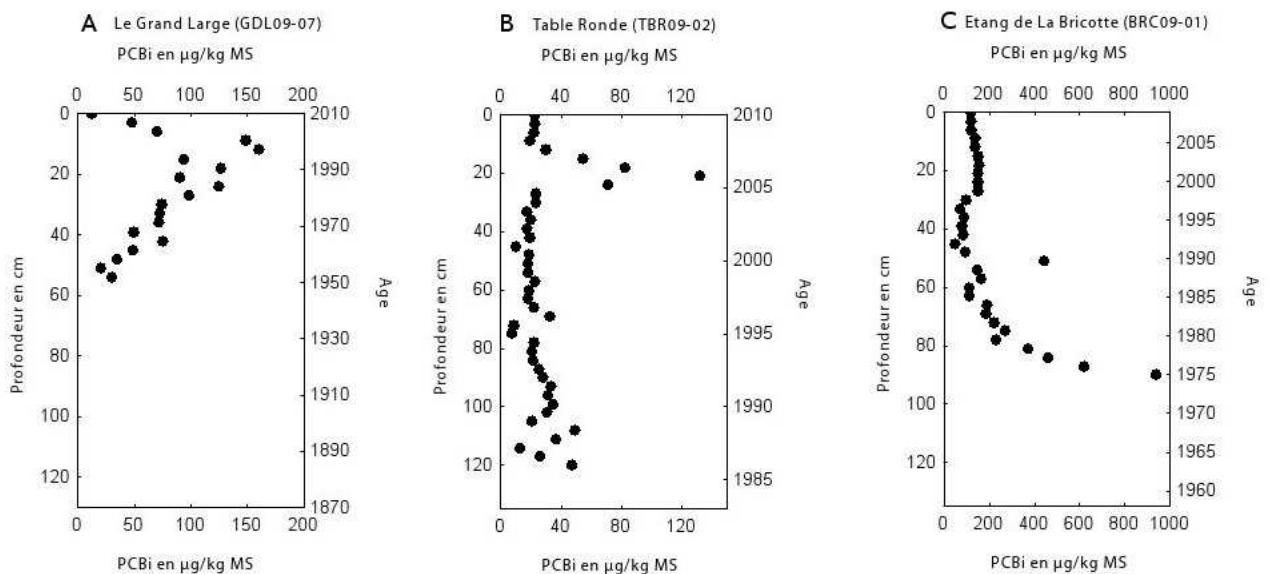 A Le Grand Large (GDL09-07)
PCBi en µg/kg MS
0 50 100 150 200
0 20 40 60 80 100 120
Profondeur en cm
2010 1990 1970 1950 1930 1910 1890 1870
Age
0 50 100 150 200
PCBi en µg/kg MS
B Table Ronde (TBR09-02)
PCBi en µg/kg MS
0 40 80 120
0 20 40 60 80 100 120
Profondeur en cm
2010 2005 2000 1995 1990 1985
Age
0 40 80 120
PCBi en µg/kg MS
C Etang de La Bricotte (BRC09-01)
PCBi en µg/kg MS
0 200 400 600 800 1000
0 20 40 60 80 100 120
Profondeur en cm
2005 2000 1995 1990 1985 1980 1975 1970 1965 1960
Age
0 200 400 600 800 1000
PCBi en µg/kg MS